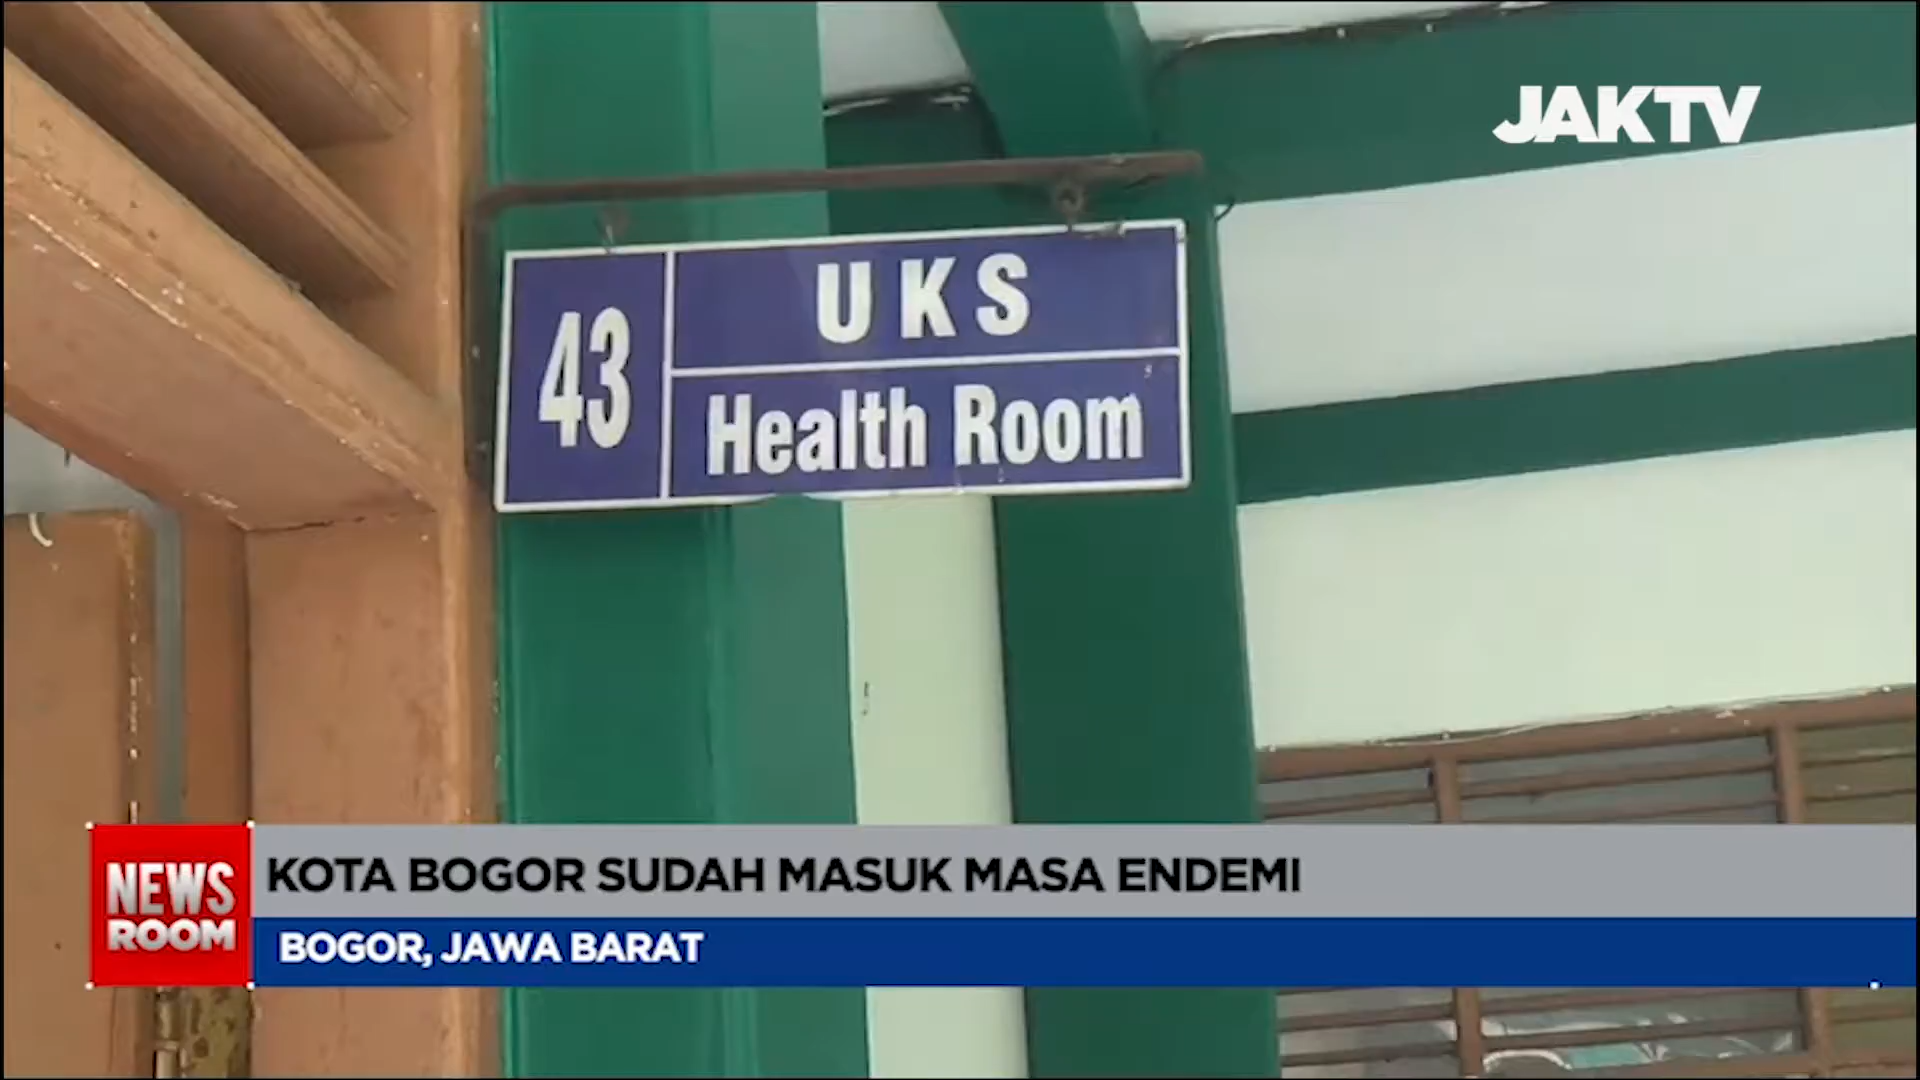 JAKTV
43
UKS
Health Room
NEWS
ROOM
KOTA BOGOR SUDAH MASUK MASA ENDEMI
BOGOR, JAWA BARAT